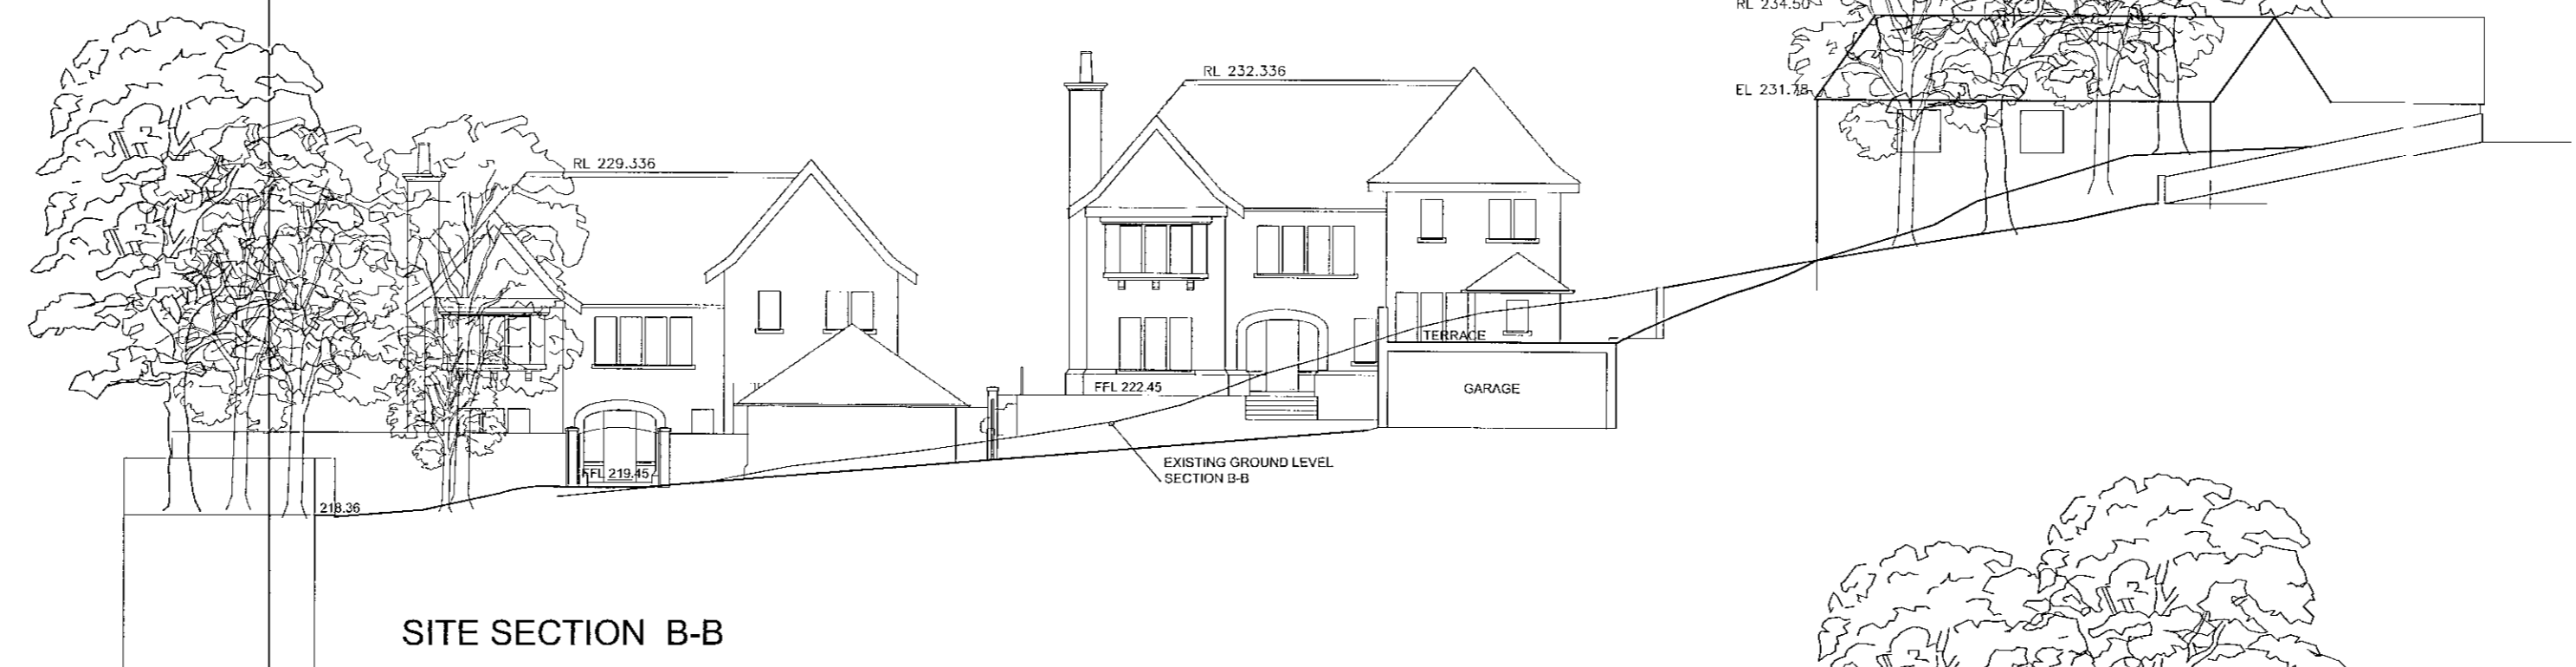 RL 234.50
RL 232.336
EL 231.78
RL 229.336
TERRACE
FFL 222.45
GARAGE
EXISTING GROUND LEVEL
SECTION B-B
FFL 219.45
218.36
SITE SECTION B-B